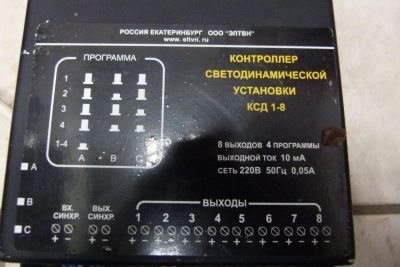 РОССИЯ ЕКАТЕРИНБУРГ ООО "ЭЛТВН"
www. eltvn. ru
ПРОГРАММА
1
2
3
4
1-4
A B C
КОНТРОЛЛЕР
СВЕТОДИНАМИЧЕСКОЙ
УСТАНОВКИ
КСД 1-8
8 ВЫХОДОВ 4 ПРОГРАММЫ
ВЫХОДНОЙ ТОК 10 мА
СЕТЬ 220В 50Гц 0,05А
A
B
C
ВХ. СИНХР.
ВЫХ. СИНХР.
ВЫХОДЫ
1 2 3 4 5 6 7 8
+ - + - + - + - + - + - + - + - + - + -